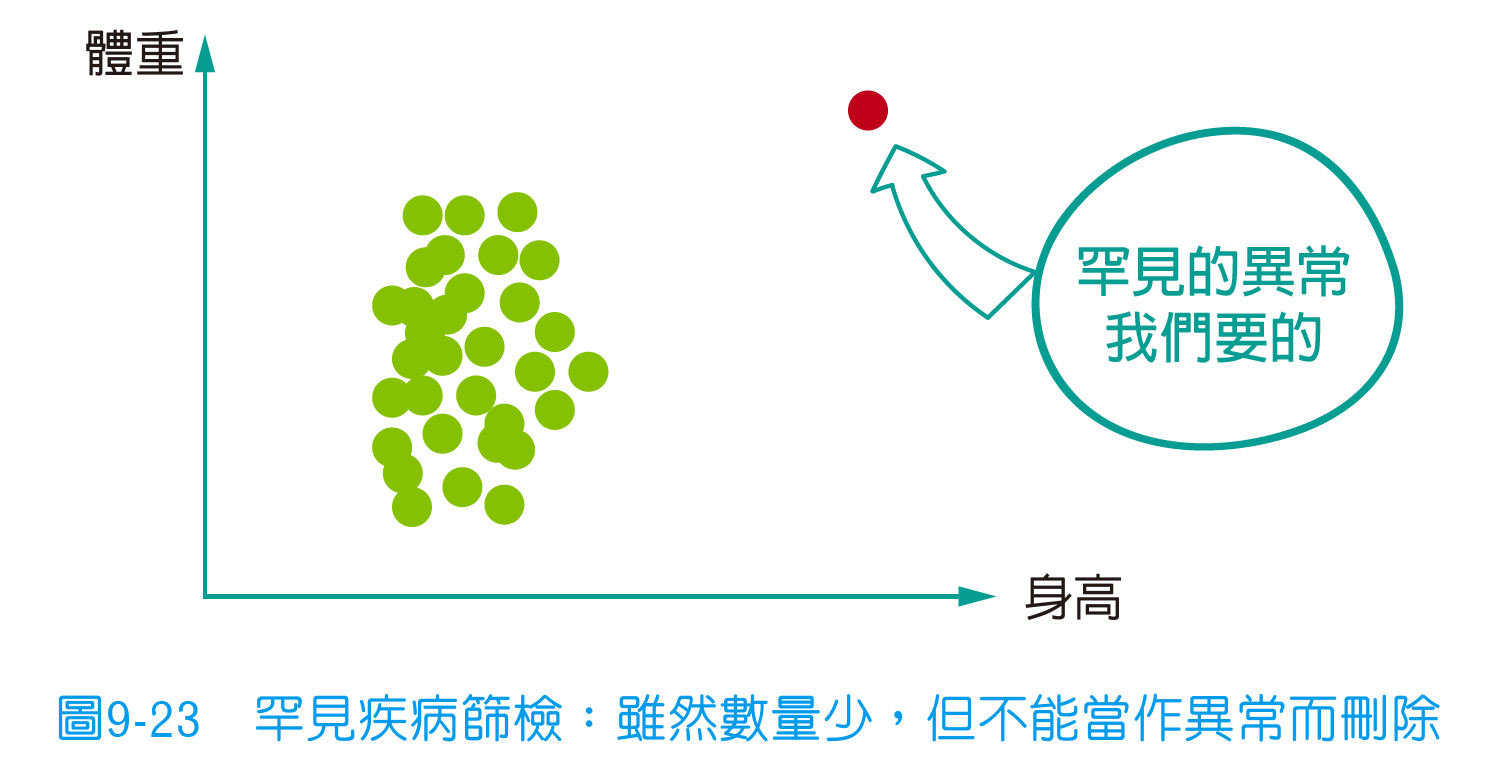 體重
罕見的異常
我們要的
身高
圖9-23　罕見疾病篩檢：雖然數量少，但不能當作異常而刪除